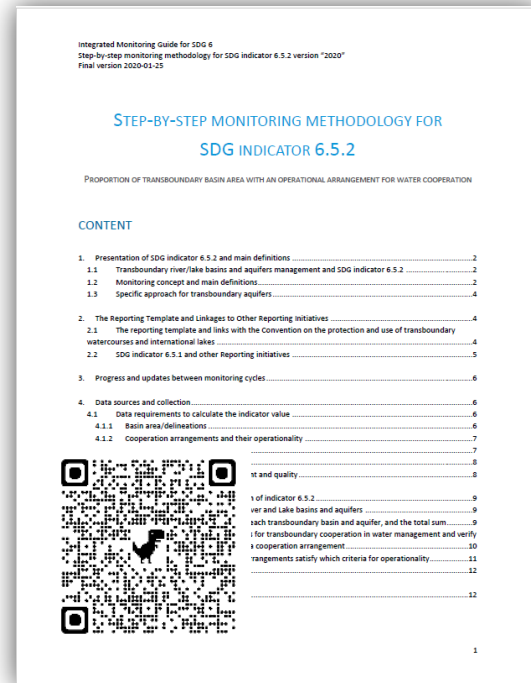 Integrated Monitoring Guide for SDG 6
Step-by-step monitoring methodology for SDG indicator 6.5.2 version "2020"
Final version 2020-01-25
STEP-BY-STEP MONITORING METHODOLOGY FOR
SDG INDICATOR 6.5.2
PROPORTION OF TRANSBOUNDARY BASIN AREA WITH AN OPERATIONAL ARRANGEMENT FOR WATER COOPERATION
CONTENT
1. Presentation of SDG indicator 6.5.2 and main definitions ... 2
1.1 Transboundary river/lake basins and aquifers management and SDG indicator 6.5.2 ... 2
1.2 Monitoring concept and main definitions ... 2
1.3 Specific approach for transboundary aquifers ... 4
2. The Reporting Template and Linkages to Other Reporting Initiatives ... 4
2.1 The reporting template and links with the Convention on the protection and use of transboundary
watercourses and international lakes ... 4
2.2 SDG indicator 6.5.1 and other Reporting initiatives ... 5
3. Progress and updates between monitoring cycles ... 6
4. Data sources and collection ... 6
4.1 Data requirements to calculate the indicator value ... 6
4.1.1 Basin area/delineations ... 6
4.1.2 Cooperation arrangements and their operationality ... 7
... 7
... 8
nt and quality ... 8
n of indicator 6.5.2 ... 9
ver and Lake basins and aquifers ... 9
each transboundary basin and aquifer, and the total sum ... 9
for transboundary cooperation in water management and verify
a cooperation arrangement ... 10
rrangements satisfy which criteria for operationality ... 11
... 12
... 12
1